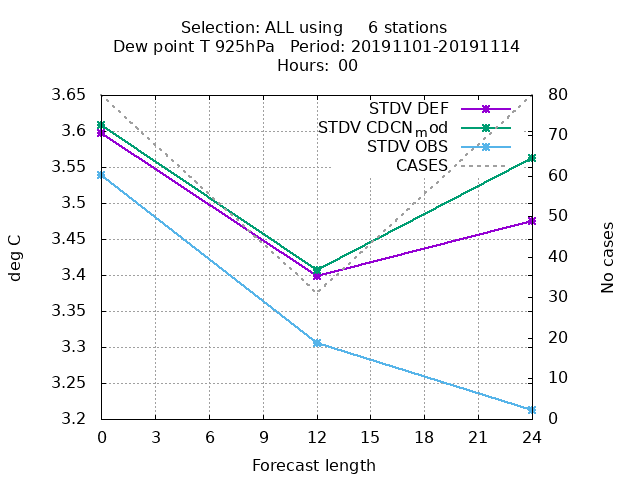 Selection: ALL using     6 stations
Dew point T 925hPa   Period: 20191101-20191114
Hours: 00
3.65
3.6
3.55
3.5
3.45
3.4
3.35
3.3
3.25
3.2
deg C
STDV DEF
STDV CDCNmod
STDV OBS
CASES
80
70
60
50
40
30
20
10
0
No cases
0 3 6 9 12 15 18 21 24
Forecast length